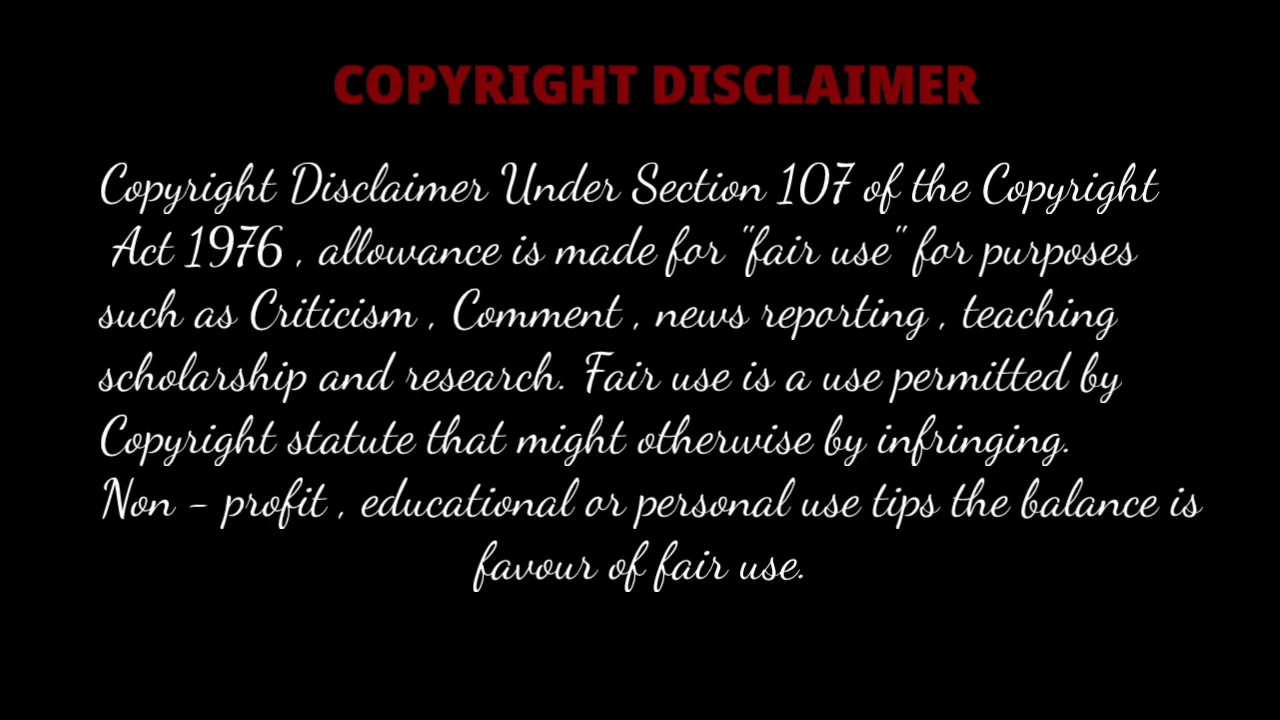 COPYRIGHT DISCLAIMER
Copyright Disclaimer Under Section 107 of the Copyright
Act 1976 , allowance is made for "fair use" for purposes
such as Criticism , Comment , news reporting , teaching
scholarship and research. Fair use is a use permitted by
Copyright statute that might otherwise by infringing.
Non - profit , educational or personal use tips the balance is
favour of fair use.